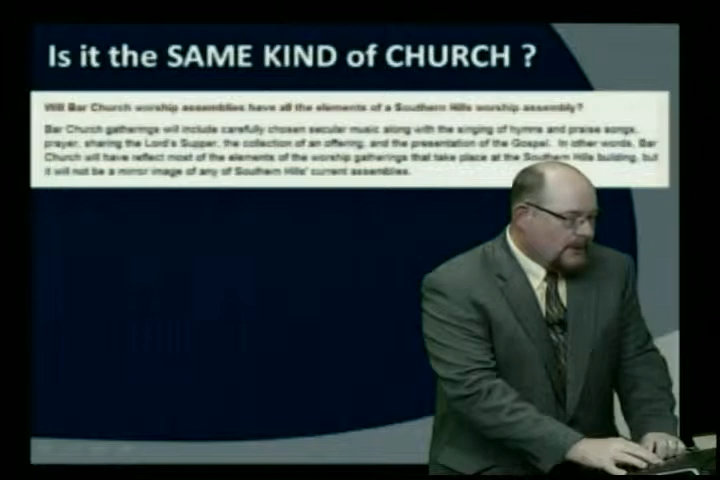 Is it the SAME KIND of CHURCH ?
Will Bar Church worship assemblies have all the elements of a Southern Hills worship assembly?
Bar Church gatherings will include carefully chosen secular music along with the singing of hymns and praise songs,
prayer, sharing the Lord's Supper, the collection of an offering, and the presentation of the Gospel. In other words, Bar
Church will have reflect most of the elements of the worship gatherings that take place at the Southern Hills building, but
it will not be a mirror image of any of Southern Hills' current assemblies.